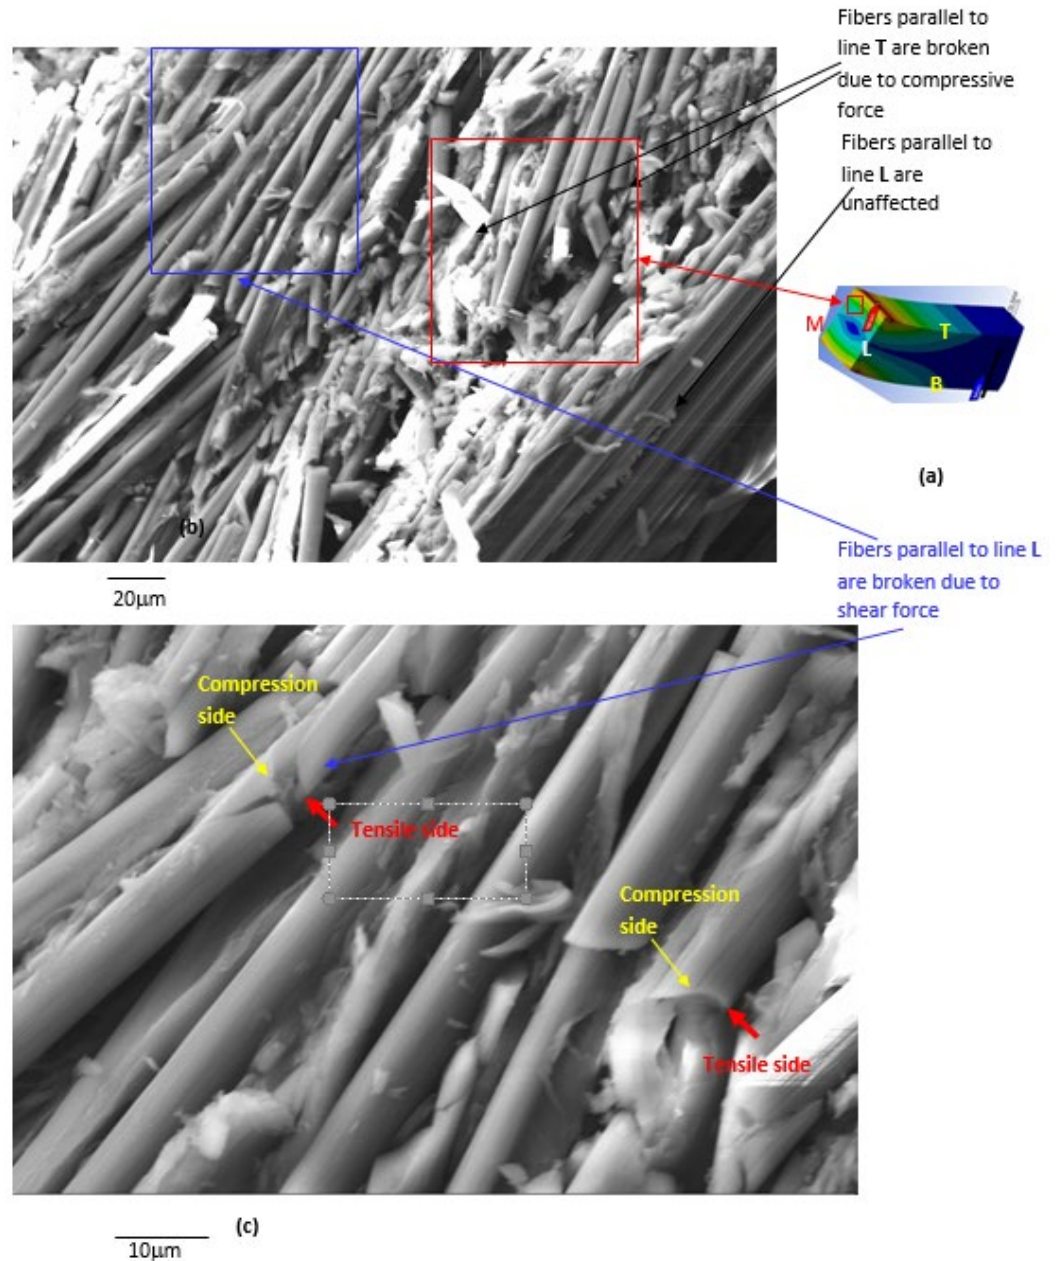 Fibers parallel to
line T are broken
due to compressive
force
Fibers parallel to
line L are
unaffected
M
T
L
B
(a)
(b)
20μm
Fibers parallel to line L
are broken due to
shear force
Compression
side
Tensile side
Compression
side
Tensile side
(c)
10μm